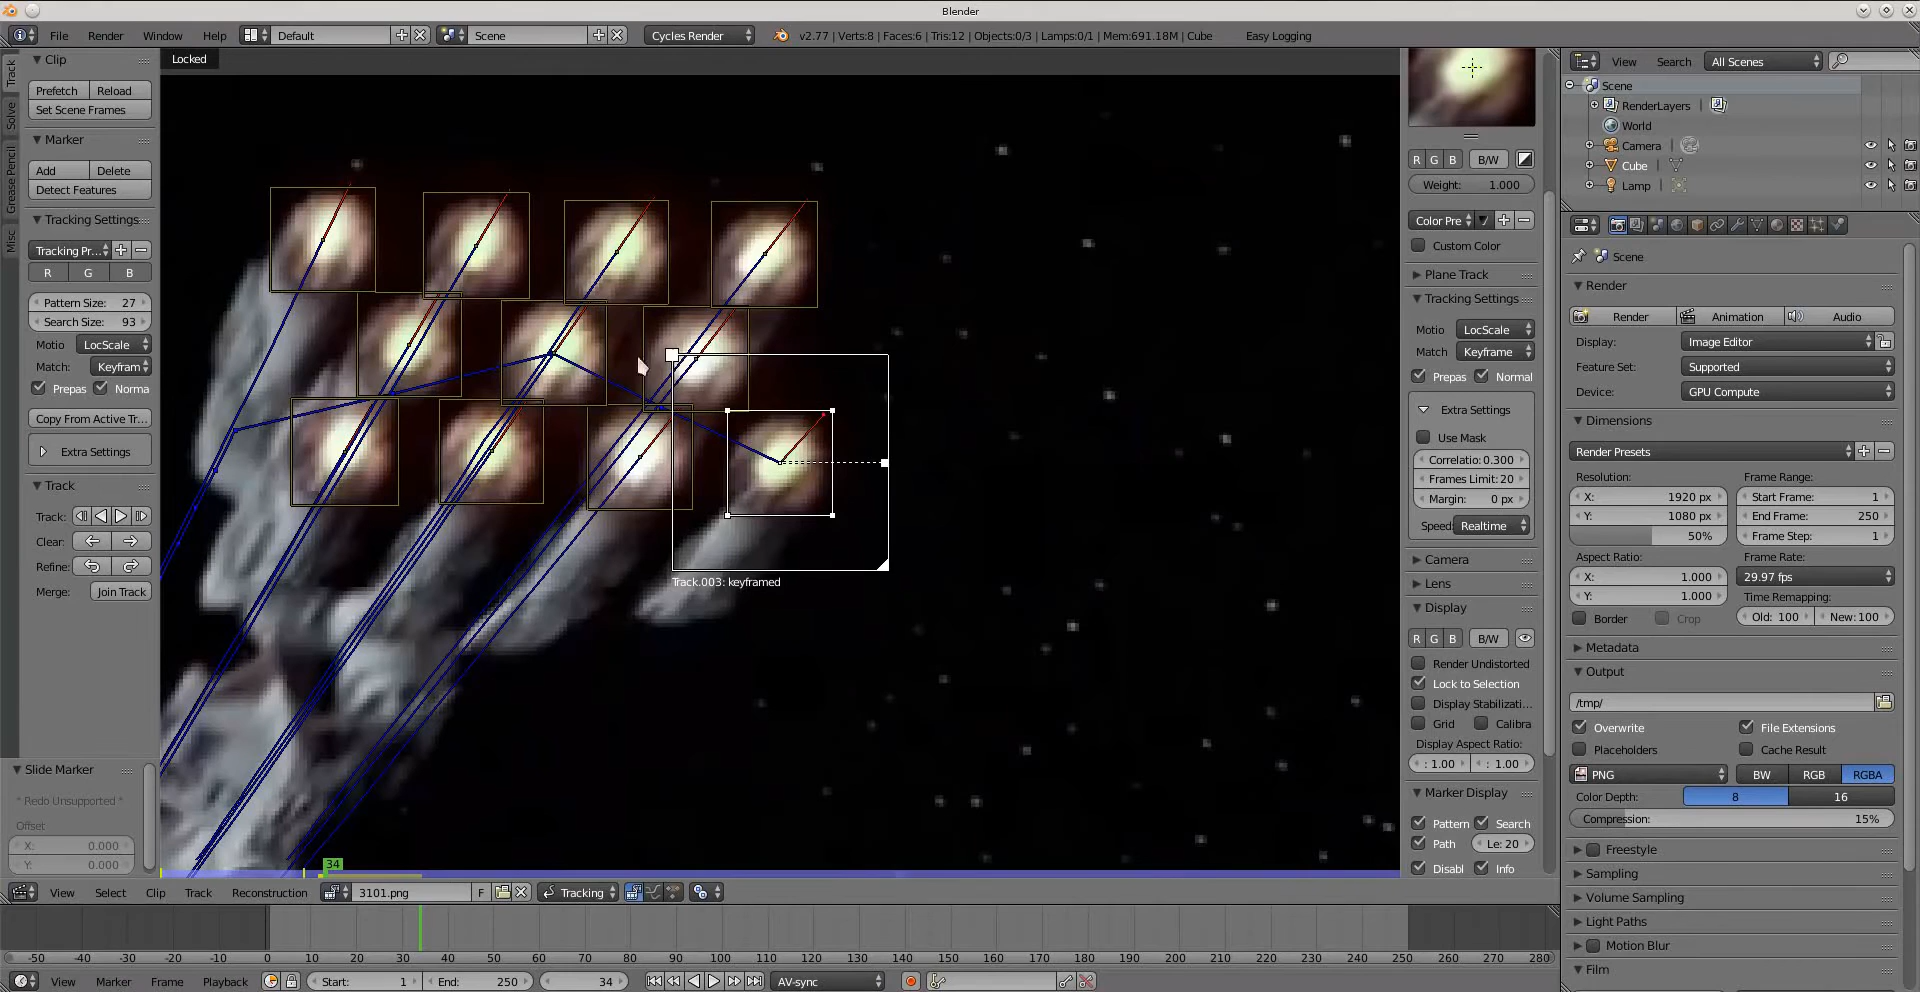 Blender
File Render Window Help Default Scene Cycles Render v2.77 | Verts:8 | Faces:6 | Tris:12 | Objects:0/3 | Lamps:0/1 | Mem:691.18M | Cube Easy Logging
Track
Solve
Grease Pencil
Misc
Clip
Prefetch Reload
Set Scene Frames
Marker
Add Delete
Detect Features
Tracking Settings
Tracking Pr...
R G B
Pattern Size: 27
Search Size: 93
Motio LocScale
Match: Keyfram
Prepas Norma
Copy From Active Tr...
Extra Settings
Track
Track:
Clear:
Refine:
Merge: Join Track
Slide Marker
* Redo Unsupported *
Offset
X: 0.000
Y: 0.000
Locked
Track.003: keyframed
34
View Select Clip Track Reconstruction 3101.png F Tracking
R G B B/W
Weight: 1.000
Color Pre
Custom Color
Plane Track
Tracking Settings
Motio LocScale
Match Keyframe
Prepas Normal
Extra Settings
Use Mask
Correlatio: 0.300
Frames Limit: 20
Margin: 0 px
Speed: Realtime
Camera
Lens
Display
R G B B/W
Render Undistorted
Lock to Selection
Display Stabilizati...
Grid Calibra
Display Aspect Ratio:
: 1.00 : 1.00
Marker Display
Pattern Search
Path Le: 20
Disabl Info
View Search All Scenes
Scene
RenderLayers
World
Camera
Cube
Lamp
Scene
Render
Render Animation Audio
Display: Image Editor
Feature Set: Supported
Device: GPU Compute
Dimensions
Render Presets
Resolution: Frame Range:
X: 1920 px Start Frame: 1
Y: 1080 px End Frame: 250
50% Frame Step: 1
Aspect Ratio: Frame Rate:
X: 1.000 29.97 fps
Y: 1.000 Time Remapping:
Border Crop Old: 100 New: 100
Metadata
Output
/tmp/
Overwrite File Extensions
Placeholders Cache Result
PNG BW RGB RGBA
Color Depth: 8 16
Compression: 15%
Freestyle
Sampling
Volume Sampling
Light Paths
Motion Blur
Film
-50 -40 -30 -20 -10 0 10 20 30 40 50 60 70 80 90 100 110 120 130 140 150 160 170 180 190 200 210 220 230 240 250 260 270 280
View Marker Frame Playback Start: 1 End: 250 34 AV-sync